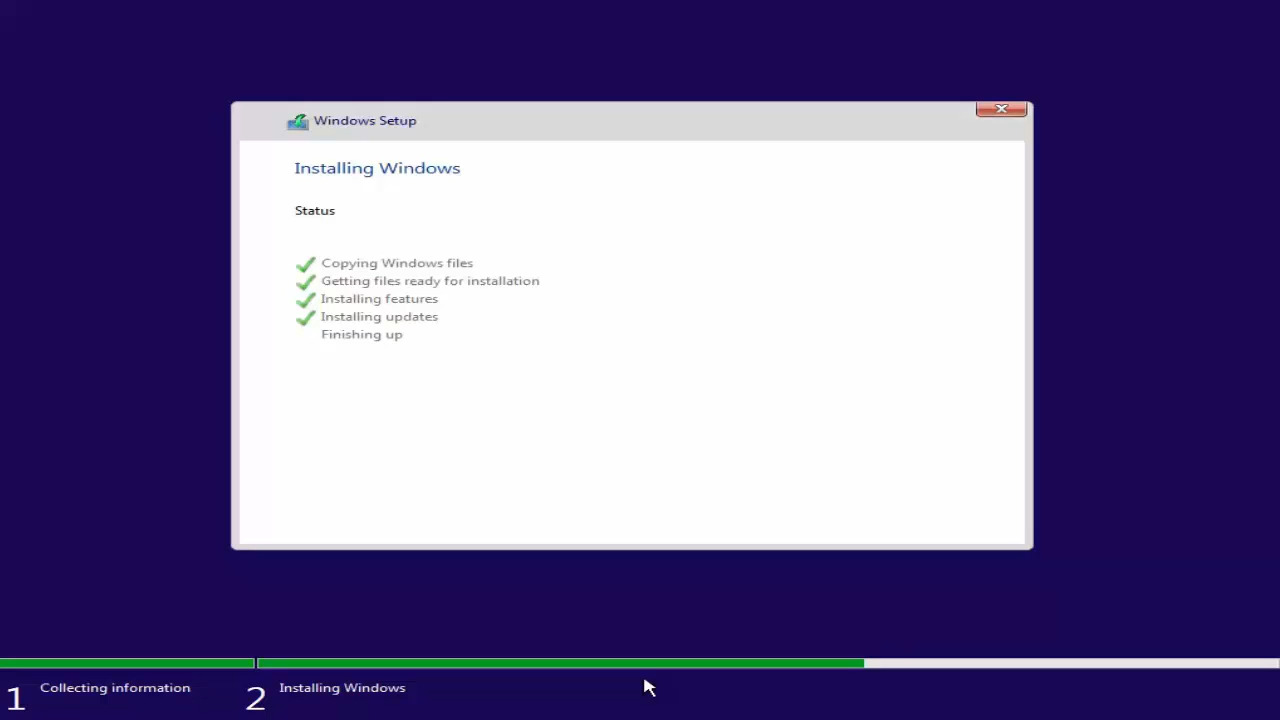 Windows Setup
Installing Windows
Status
Copying Windows files
Getting files ready for installation
Installing features
Installing updates
Finishing up
1 Collecting information
2 Installing Windows